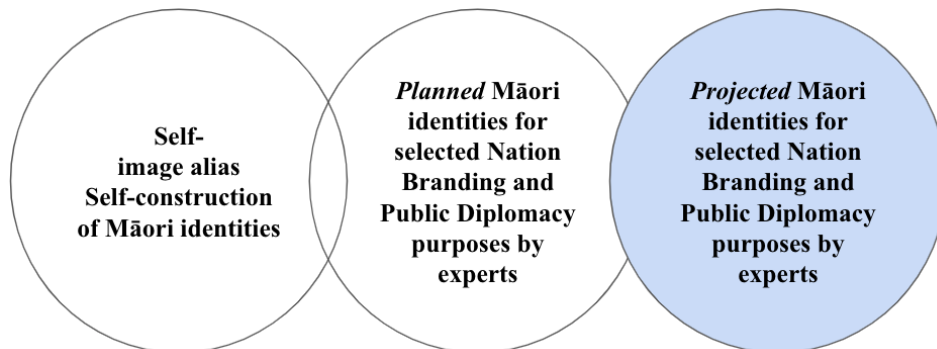 Self-
image alias
Self-construction
of Māori identities
Planned Māori
identities for
selected Nation
Branding and
Public Diplomacy
purposes by
experts
Projected Māori
identities for
selected Nation
Branding and
Public Diplomacy
purposes by
experts